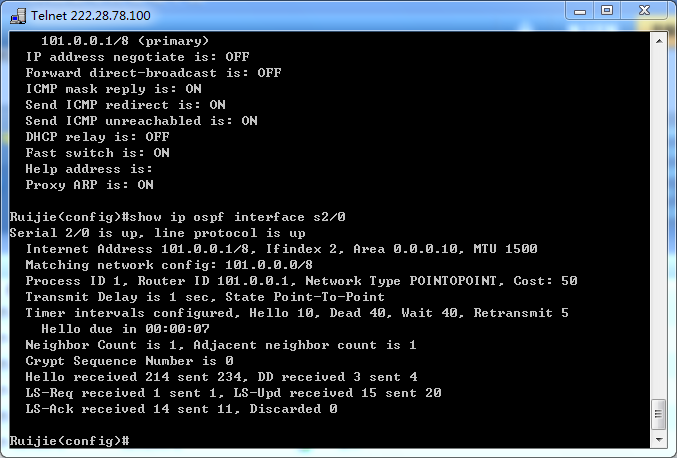 Telnet 222.28.78.100
101.0.0.1/8 (primary)
IP address negotiate is: OFF
Forward direct-broadcast is: OFF
ICMP mask reply is: ON
Send ICMP redirect is: ON
Send ICMP unreachabled is: ON
DHCP relay is: OFF
Fast switch is: ON
Help address is:
Proxy ARP is: ON
Ruijie(config)#show ip ospf interface s2/0
Serial 2/0 is up, line protocol is up
Internet Address 101.0.0.1/8, Ifindex 2, Area 0.0.0.10, MTU 1500
Matching network config: 101.0.0.0/8
Process ID 1, Router ID 101.0.0.1, Network Type POINTOPOINT, Cost: 50
Transmit Delay is 1 sec, State Point-To-Point
Timer intervals configured, Hello 10, Dead 40, Wait 40, Retransmit 5
Hello due in 00:00:07
Neighbor Count is 1, Adjacent neighbor count is 1
Crypt Sequence Number is 0
Hello received 214 sent 234, DD received 3 sent 4
LS-Req received 1 sent 1, LS-Upd received 15 sent 20
LS-Ack received 14 sent 11, Discarded 0
Ruijie(config)#